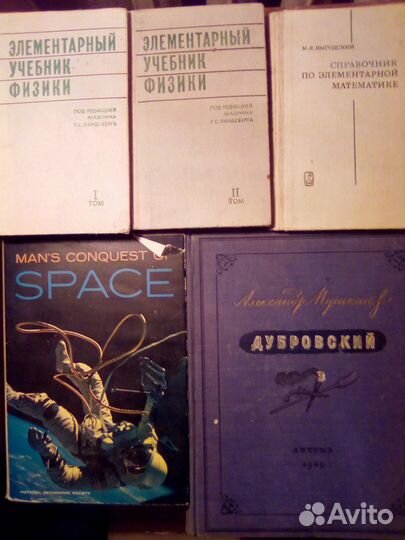 ЭЛЕМЕНТАРНЫЙ
УЧЕБНИК
ФИЗИКИ
ПОД РЕДАКЦИЕЙ
АКАДЕМИКА
Г.С.ЛАНДСБЕРГА
I
ТОМ
ЭЛЕМЕНТАРНЫЙ
УЧЕБНИК
ФИЗИКИ
ПОД РЕДАКЦИЕЙ
АКАДЕМИКА
Г.С.ЛАНДСБЕРГА
II
ТОМ
М.Я.ВЫГОДСКИЙ
СПРАВОЧНИК
ПО ЭЛЕМЕНТАРНОЙ
МАТЕМАТИКЕ
MAN'S CONQUEST OF
SPACE
NATIONAL GEOGRAPHIC SOCIETY
Александр Пушкин
ДУБРОВСКИЙ
ДЕТГИЗ
1949
Avito